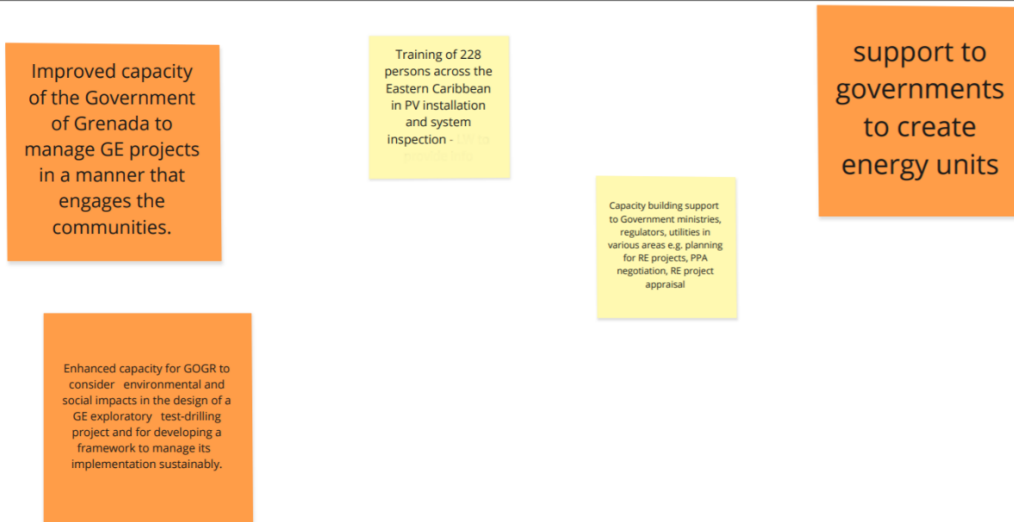 Improved capacity
of the Government
of Grenada to
manage GE projects
in a manner that
engages the
communities.
Training of 228
persons across the
Eastern Caribbean
in PV installation
and system
inspection -
support to
governments
to create
energy units
Capacity building support
to Government ministries,
regulators, utilities in
various areas e.g. planning
for RE projects, PPA
negotiation, RE project
appraisal
Enhanced capacity for GOGR to
consider environmental and
social impacts in the design of a
GE exploratory test-drilling
project and for developing a
framework to manage its
implementation sustainably.